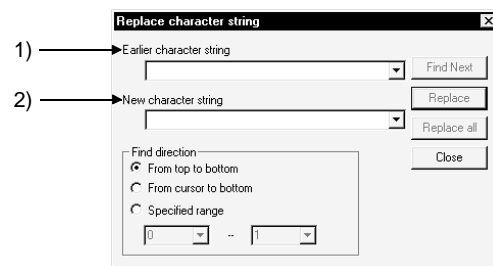 Replace character string
1)
Earlier character string
Find Next
2)
New character string
Replace
Replace all
Close
Find direction
From top to bottom
From cursor to bottom
Specified range
0 -- 1